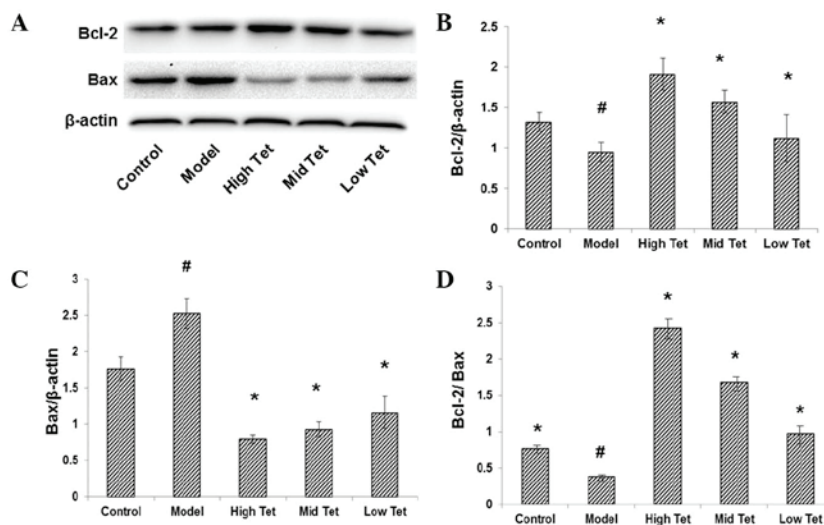 A
Bcl-2
Bax
β-actin
Control Model High Tet Mid Tet Low Tet
B
Bcl-2/β-actin
2.5
2
1.5
1
0.5
0
# * * *
Control Model High Tet Mid Tet Low Tet
C
Bax/β-actin
3
2.5
2
1.5
1
0.5
0
# * * *
Control Model High Tet Mid Tet Low Tet
D
Bcl-2/ Bax
3
2.5
2
1.5
1
0.5
0
* # * * *
Control Model High Tet Mid Tet Low Tet